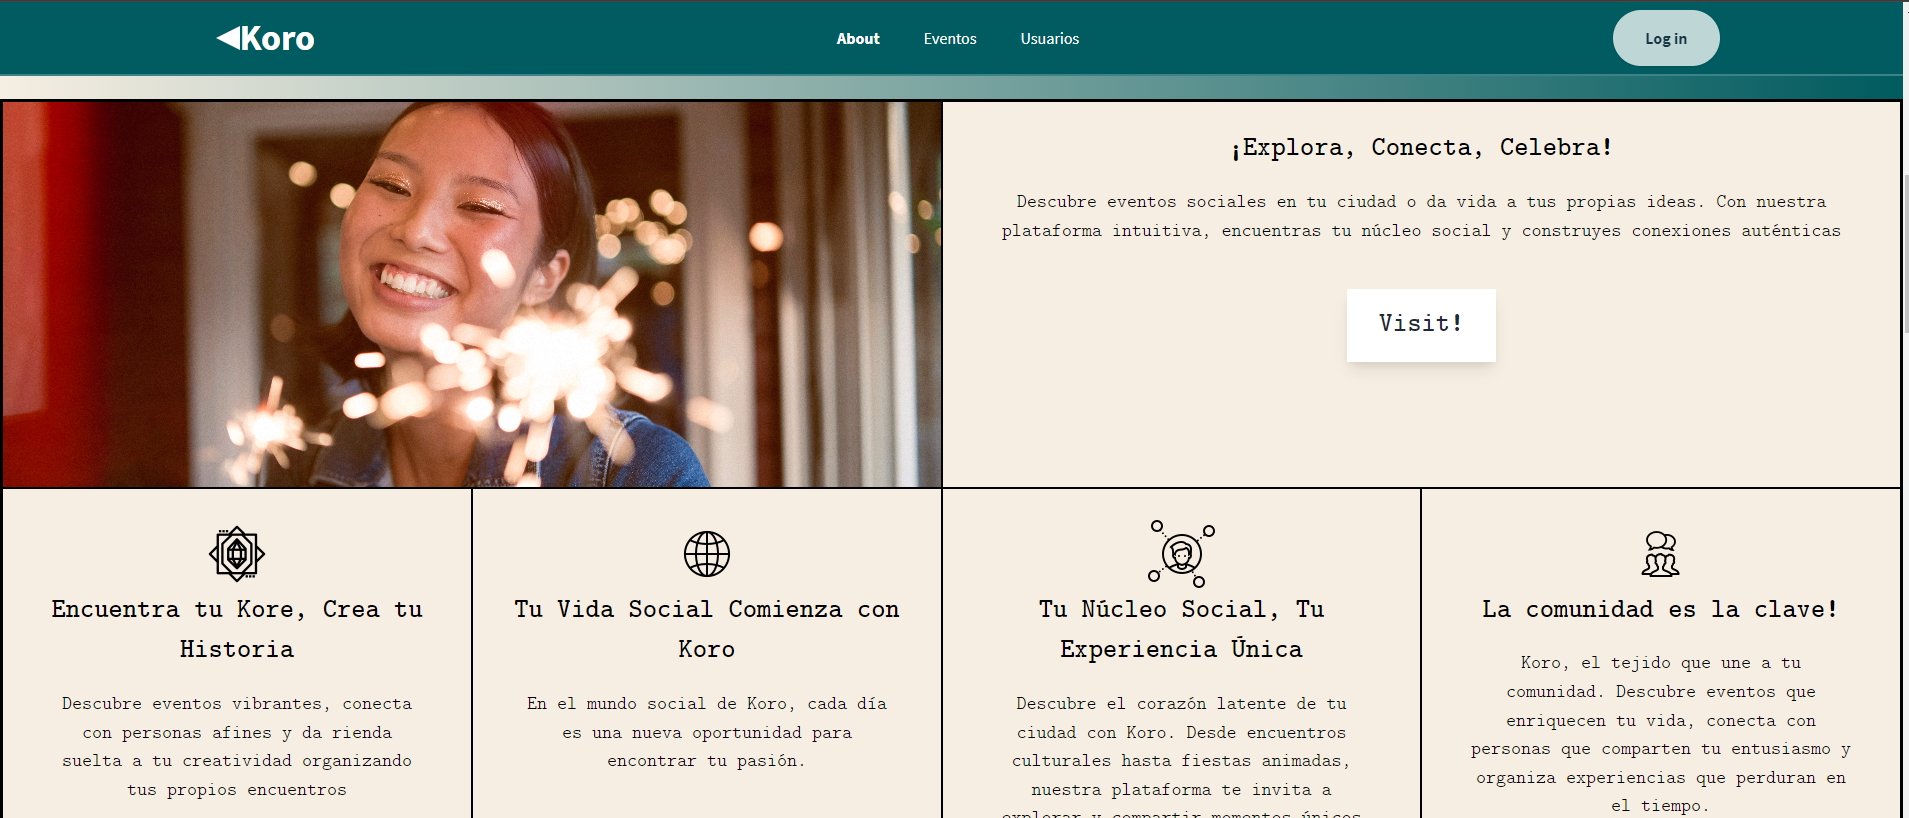 Koro
About
Eventos
Usuarios
Log in
¡Explora, Conecta, Celebra!
Descubre eventos sociales en tu ciudad o da vida a tus propias ideas. Con nuestra
plataforma intuitiva, encuentras tu núcleo social y construyes conexiones auténticas
Visit!
Encuentra tu Kore, Crea tu
Historia
Descubre eventos vibrantes, conecta
con personas afines y da rienda
suelta a tu creatividad organizando
tus propios encuentros
Tu Vida Social Comienza con
Koro
En el mundo social de Koro, cada día
es una nueva oportunidad para
encontrar tu pasión.
Tu Núcleo Social, Tu
Experiencia Única
Descubre el corazón latente de tu
ciudad con Koro. Desde encuentros
culturales hasta fiestas animadas,
nuestra plataforma te invita a
explorar y compartir momentos únicos
La comunidad es la clave!
Koro, el tejido que une a tu
comunidad. Descubre eventos que
enriquecen tu vida, conecta con
personas que comparten tu entusiasmo y
organiza experiencias que perduran en
el tiempo.